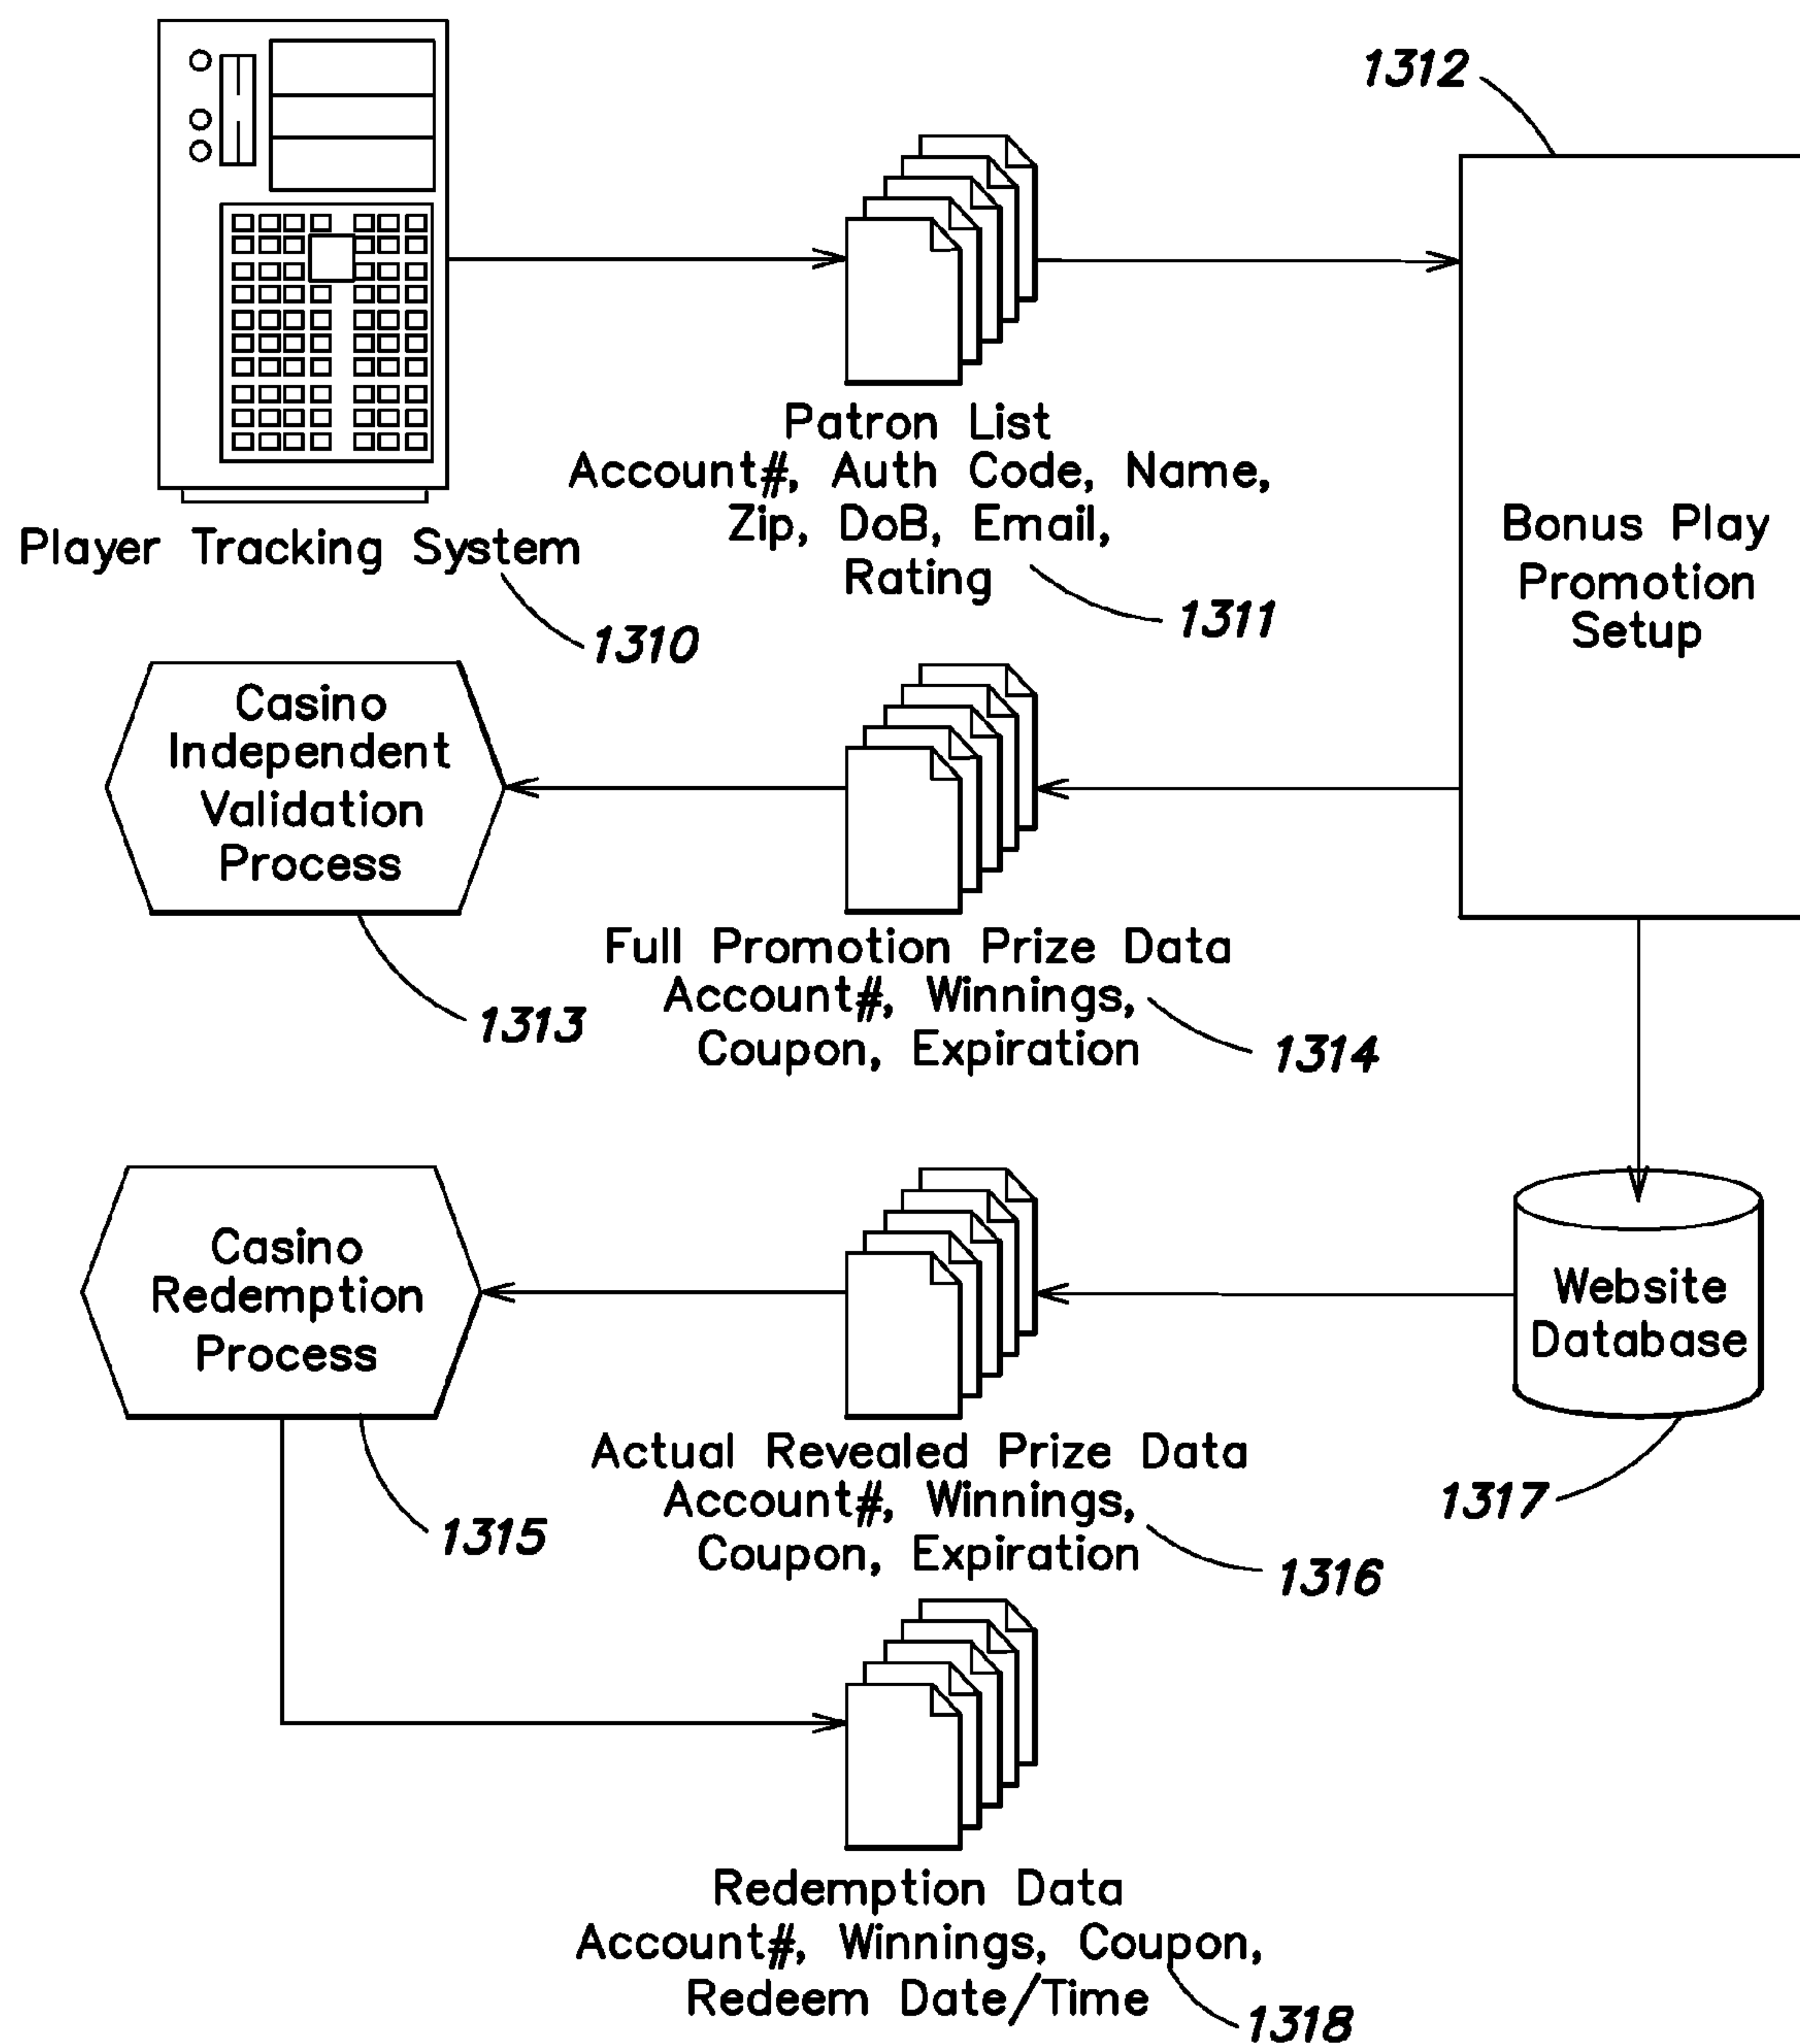 1312
Patron List
Account#, Auth Code, Name,
Zip, DoB, Email,
Rating
1311
Player Tracking System
1310
Bonus Play
Promotion
Setup
Casino
Independent
Validation
Process
1313
Full Promotion Prize Data
Account#, Winnings,
Coupon, Expiration
1314
Casino
Redemption
Process
1315
Website
Database
1317
Actual Revealed Prize Data
Account#, Winnings,
Coupon, Expiration
1316
Redemption Data
Account#, Winnings, Coupon,
Redeem Date/Time
1318